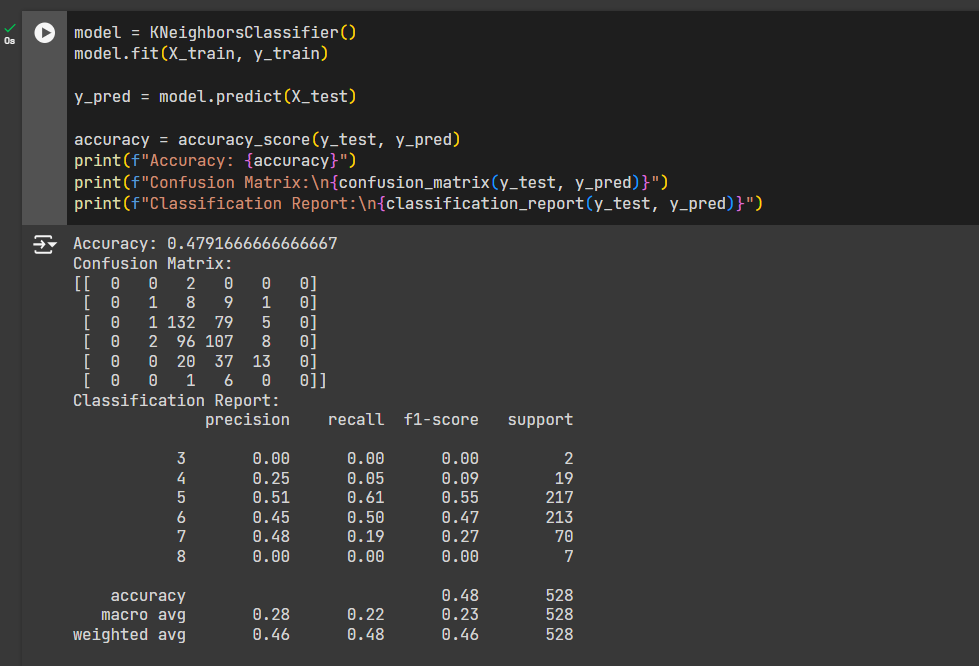 0s
model = KNeighborsClassifier()
model.fit(X_train, y_train)
y_pred = model.predict(X_test)
accuracy = accuracy_score(y_test, y_pred)
print(f"Accuracy: {accuracy}")
print(f"Confusion Matrix:\n{confusion_matrix(y_test, y_pred)}")
print(f"Classification Report:\n{classification_report(y_test, y_pred)}")
Accuracy: 0.4791666666666667
Confusion Matrix:
[[  0   0   2   0   0   0]
 [  0   1   8   9   1   0]
 [  0   1 132  79   5   0]
 [  0   2  96 107   8   0]
 [  0   0  20  37  13   0]
 [  0   0   1   6   0   0]]
Classification Report:
              precision    recall  f1-score   support
           3       0.00      0.00      0.00         2
           4       0.25      0.05      0.09        19
           5       0.51      0.61      0.55       217
           6       0.45      0.50      0.47       213
           7       0.48      0.19      0.27        70
           8       0.00      0.00      0.00         7
    accuracy                           0.48       528
   macro avg       0.28      0.22      0.23       528
weighted avg       0.46      0.48      0.46       528